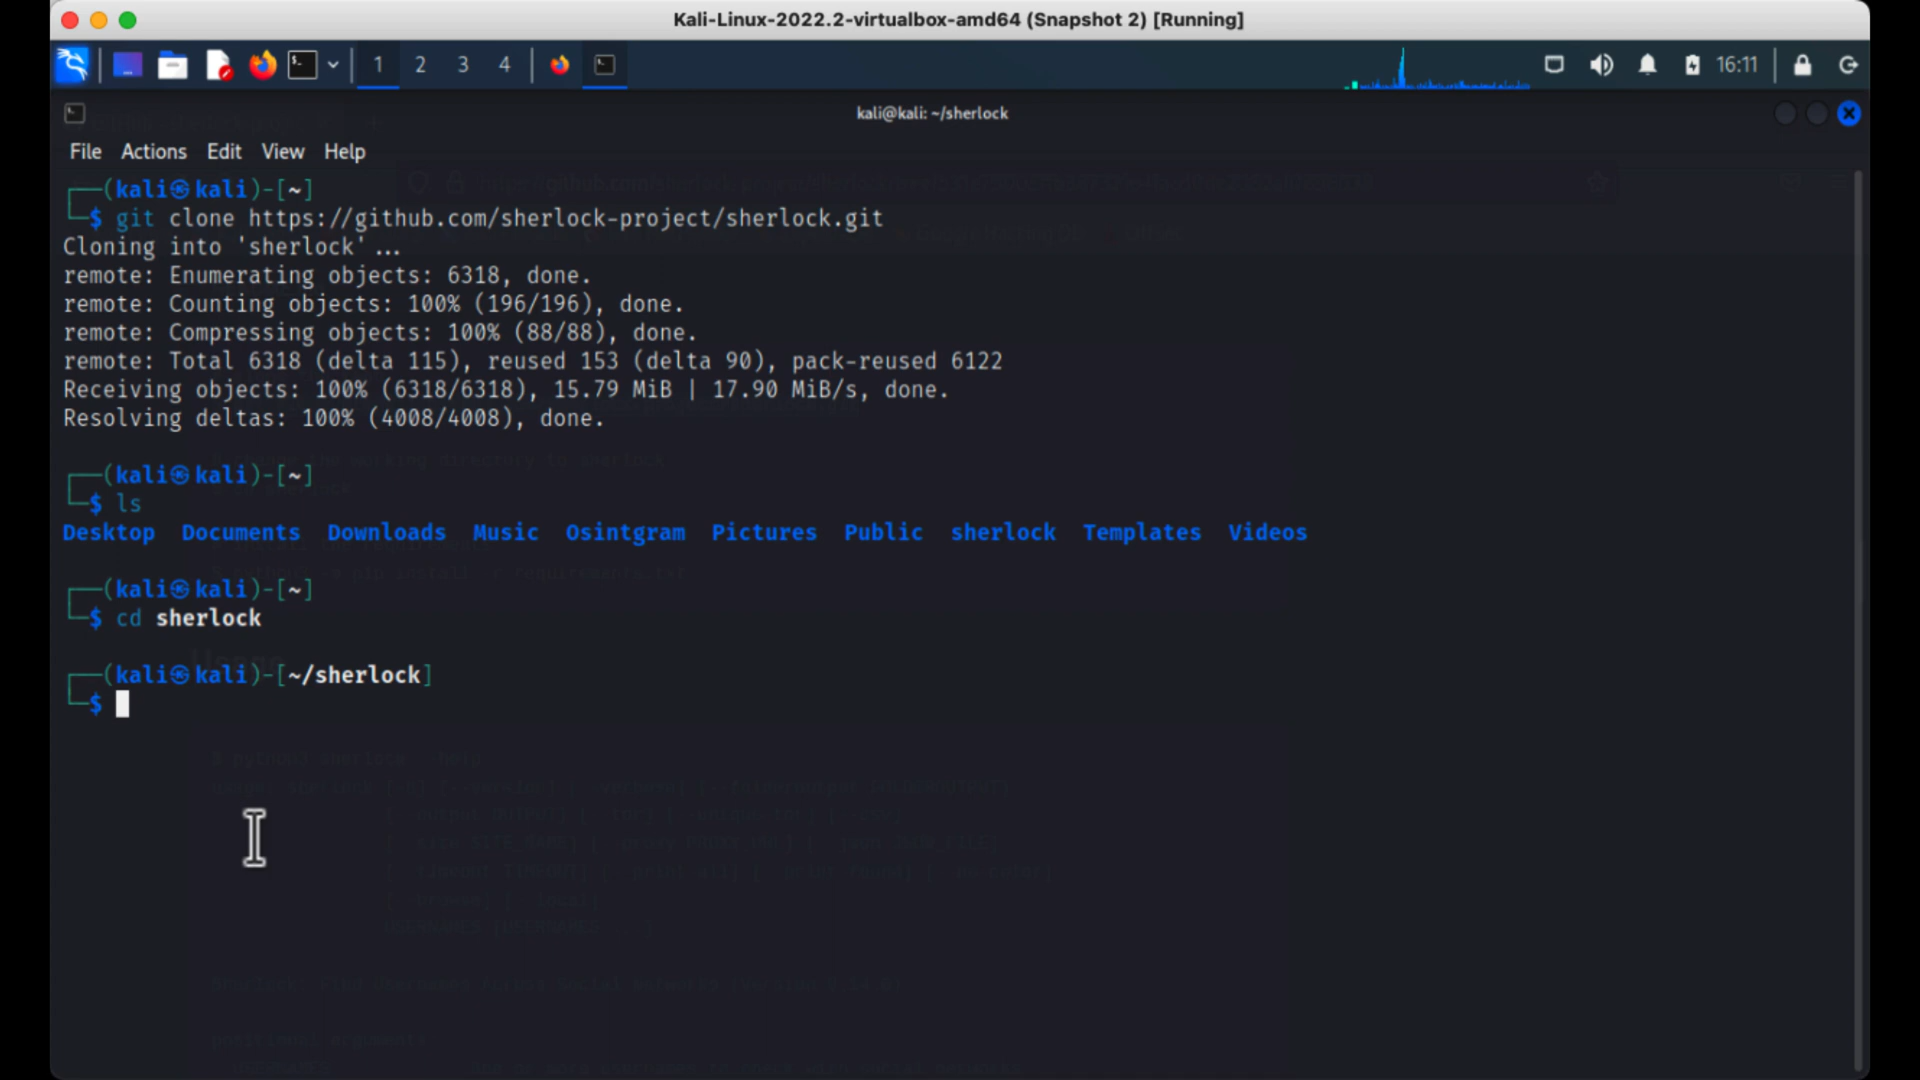 Kali-Linux-2022.2-virtualbox-amd64 (Snapshot 2) [Running]
1 2 3 4 16:11
kali@kali: ~/sherlock
File Actions Edit View Help
┌──(kali㉿kali)-[~]
└─$ git clone https://github.com/sherlock-project/sherlock.git
Cloning into 'sherlock'...
remote: Enumerating objects: 6318, done.
remote: Counting objects: 100% (196/196), done.
remote: Compressing objects: 100% (88/88), done.
remote: Total 6318 (delta 115), reused 153 (delta 90), pack-reused 6122
Receiving objects: 100% (6318/6318), 15.79 MiB | 17.90 MiB/s, done.
Resolving deltas: 100% (4008/4008), done.
┌──(kali㉿kali)-[~]
└─$ ls
Desktop Documents Downloads Music Osintgram Pictures Public sherlock Templates Videos
┌──(kali㉿kali)-[~]
└─$ cd sherlock
┌──(kali㉿kali)-[~/sherlock]
└─$